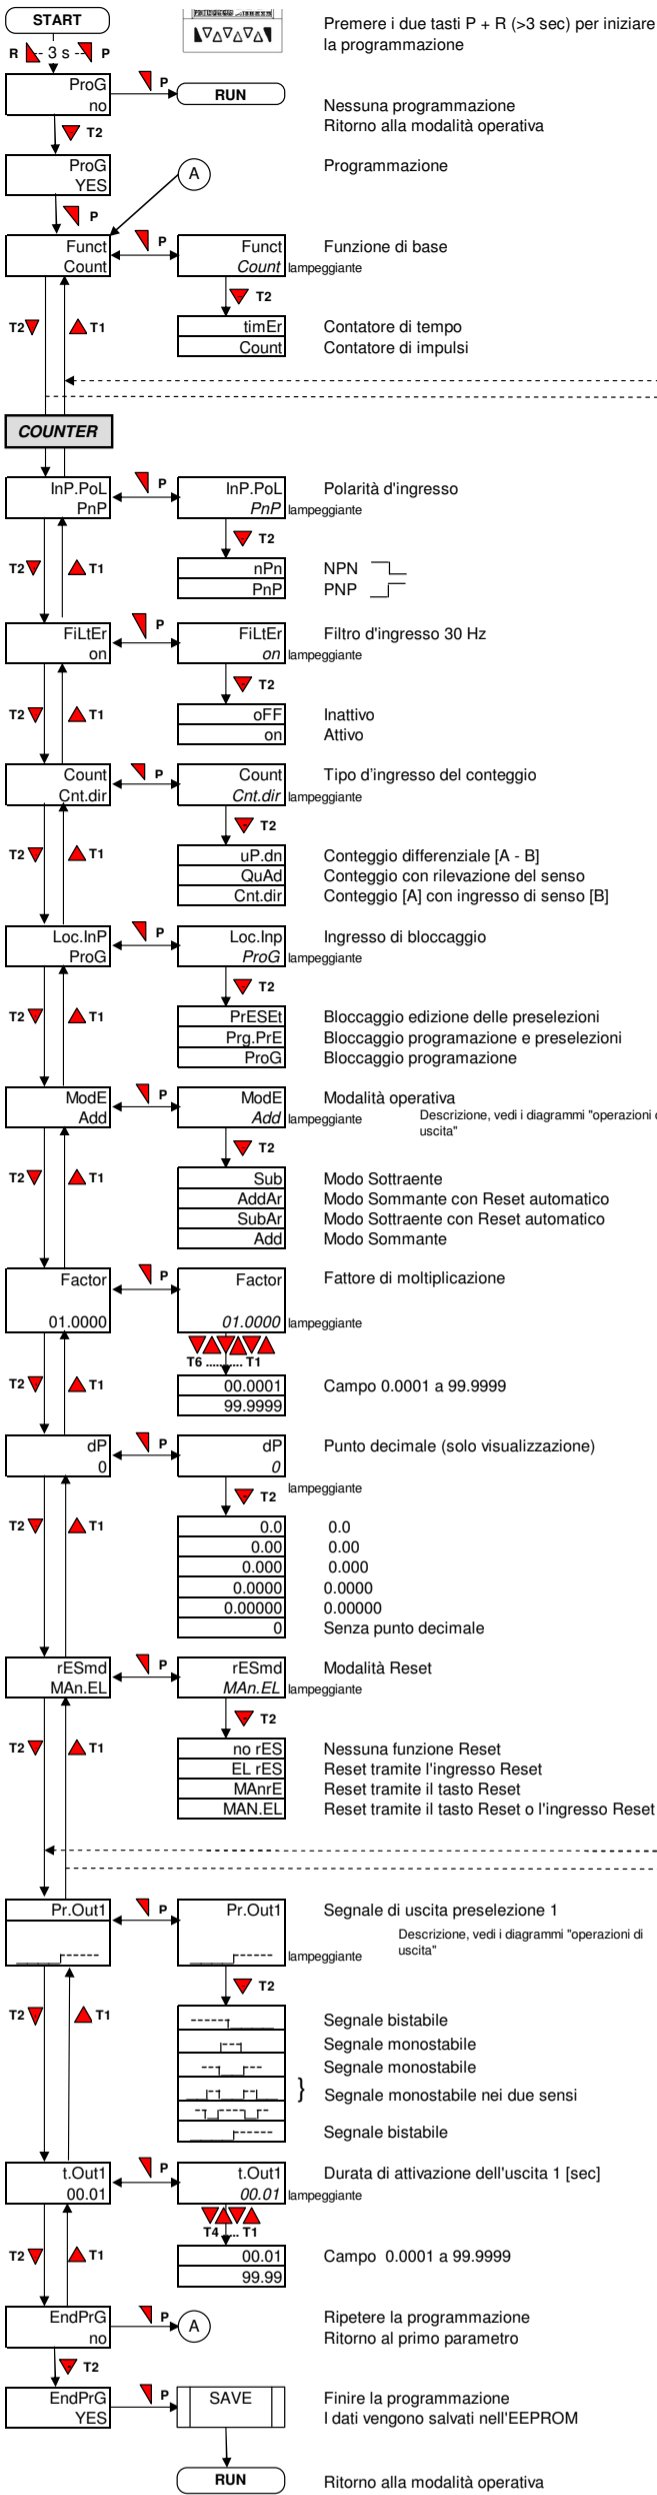 START
Premere i due tasti P + R (>3 sec) per iniziare
la programmazione
R -- 3 s -- P
ProG
no
P
RUN
Nessuna programmazione
Ritorno alla modalità operativa
T2
ProG
YES
A
Programmazione
P
Funct
Count
P
Funct
Count
lampeggiante
Funzione di base
T2
timEr
Count
Contatore di tempo
Contatore di impulsi
T2
T1
COUNTER
InP.PoL
PnP
P
InP.PoL
PnP
lampeggiante
Polarità d'ingresso
T2
T2
T1
nPn
PnP
NPN
PNP
FiLtEr
on
P
FiLtEr
on
lampeggiante
Filtro d'ingresso 30 Hz
T2
T2
T1
oFF
on
Inattivo
Attivo
Count
Cnt.dir
P
Count
Cnt.dir
lampeggiante
Tipo d'ingresso del conteggio
T2
T2
T1
uP.dn
QuAd
Cnt.dir
Conteggio differenziale [A - B]
Conteggio con rilevazione del senso
Conteggio [A] con ingresso di senso [B]
Loc.InP
ProG
P
Loc.Inp
ProG
lampeggiante
Ingresso di bloccaggio
T2
T2
T1
PrESEt
Prg.PrE
ProG
Bloccaggio edizione delle preselezioni
Bloccaggio programazione e preselezioni
Bloccaggio programazione
ModE
Add
P
ModE
Add
lampeggiante
Modalità operativa
Descrizione, vedi i diagrammi "operazioni
uscita"
T2
T2
T1
Sub
AddAr
SubAr
Add
Modo Sottraente
Modo Sommante con Reset automatico
Modo Sottraente con Reset automatico
Modo Sommante
Factor
01.0000
P
Factor
01.0000
lampeggiante
Fattore di moltiplicazione
T6 .......... T1
T2
T1
00.0001
99.9999
Campo 0.0001 a 99.9999
dP
0
P
dP
0
lampeggiante
Punto decimale (solo visualizzazione)
T2
T2
T1
0.0
0.00
0.000
0.0000
0.00000
0
0.0
0.00
0.000
0.0000
0.00000
Senza punto decimale
rESmd
MAn.EL
P
rESmd
MAn.EL
lampeggiante
Modalità Reset
T2
T2
T1
no rES
EL rES
MAnrE
MAN.EL
Nessuna funzione Reset
Reset tramite l'ingresso Reset
Reset tramite il tasto Reset
Reset tramite il tasto Reset o l'ingresso Reset
Pr.Out1
P
Pr.Out1
lampeggiante
Segnale di uscita preselezione 1
Descrizione, vedi i diagrammi "operazioni di
uscita"
T2
T2
T1
Segnale bistabile
Segnale monostabile
Segnale monostabile
} Segnale monostabile nei due sensi
Segnale bistabile
t.Out1
00.01
P
t.Out1
00.01
lampeggiante
Durata di attivazione dell'uscita 1 [sec]
T4 .... T1
T2
T1
00.01
99.99
Campo 0.0001 a 99.9999
EndPrG
no
P
A
Ripetere la programmazione
Ritorno al primo parametro
T2
EndPrG
YES
P
SAVE
Finire la programmazione
I dati vengono salvati nell'EEPROM
RUN
Ritorno alla modalità operativa